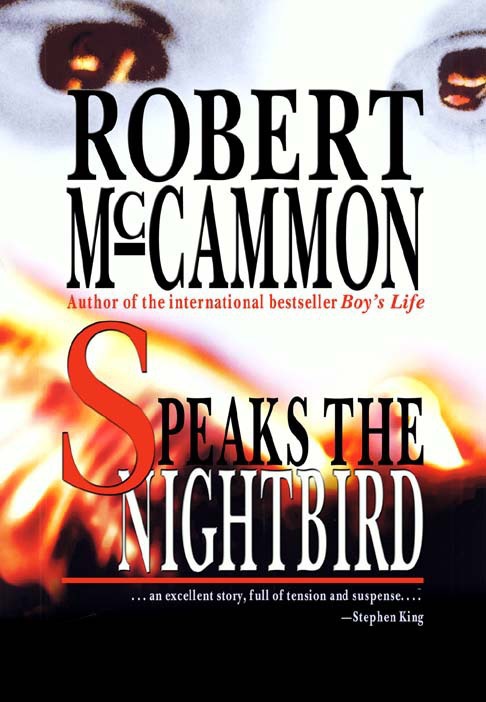 ROBERT
McCAMMON
Author of the international bestseller Boy's Life
SPEAKS THE
NIGHTBIRD
...an excellent story, full of tension and suspense....
—Stephen King